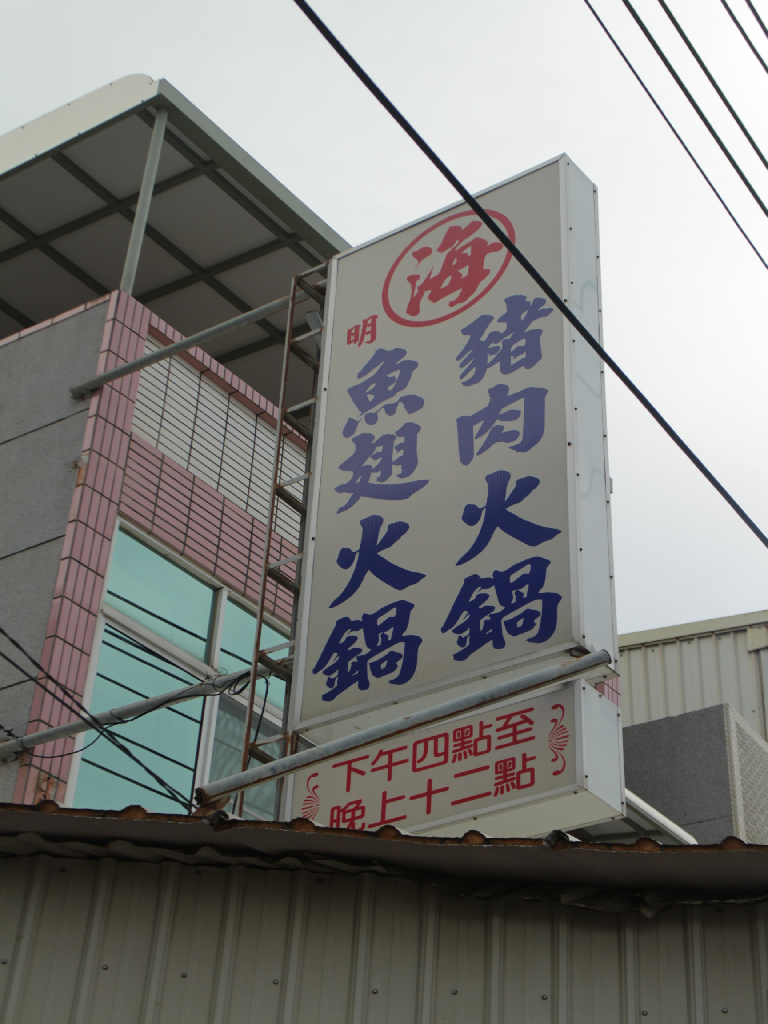 海
豬肉火鍋
明
魚翅火鍋
下午四點至
晚上十二點